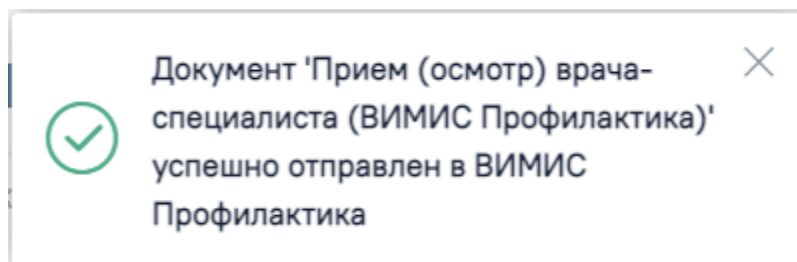 Документ 'Прием (осмотр) врача-
специалиста (ВИМИС Профилактика)'
успешно отправлен в ВИМИС
Профилактика